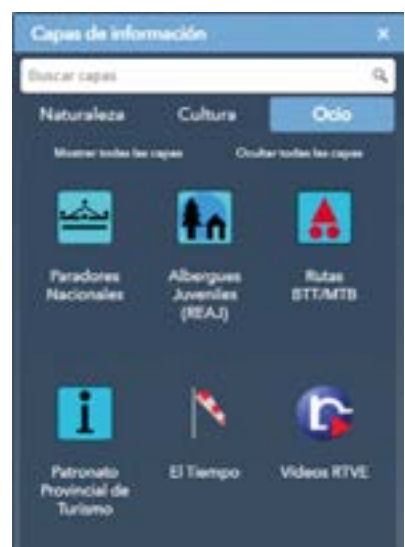 Capas de información
Buscar capas
Naturaleza Cultura Ocio
Mostrar todas las capas Ocultar todas las capas
Paradores Nacionales
Albergues Juveniles (REAJ)
Rutas BTT/MTB
Patronato Provincial de Turismo
El Tiempo
Videos RTVE